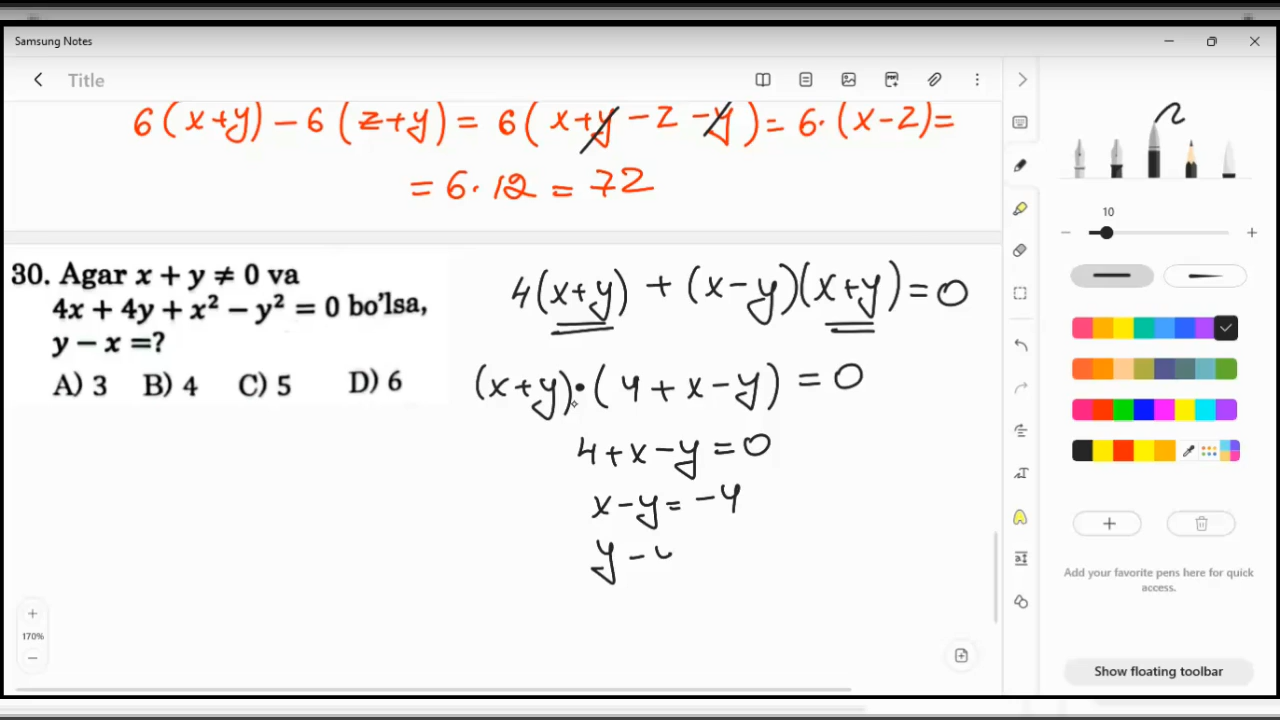 Samsung Notes
Title
6(x+y) - 6(z+y) = 6(x+y - z - y) = 6·(x-z) =
= 6·12 = 72
30. Agar x + y ≠ 0 va
4x + 4y + x² − y² = 0 bo'lsa,
y − x =?
A) 3 B) 4 C) 5 D) 6
4(x+y) + (x-y)(x+y) = 0
(x+y)·(4+x-y) = 0
4+x-y=0
x-y=-4
y -
10
170%
Add your favorite pens here for quick
access.
Show floating toolbar